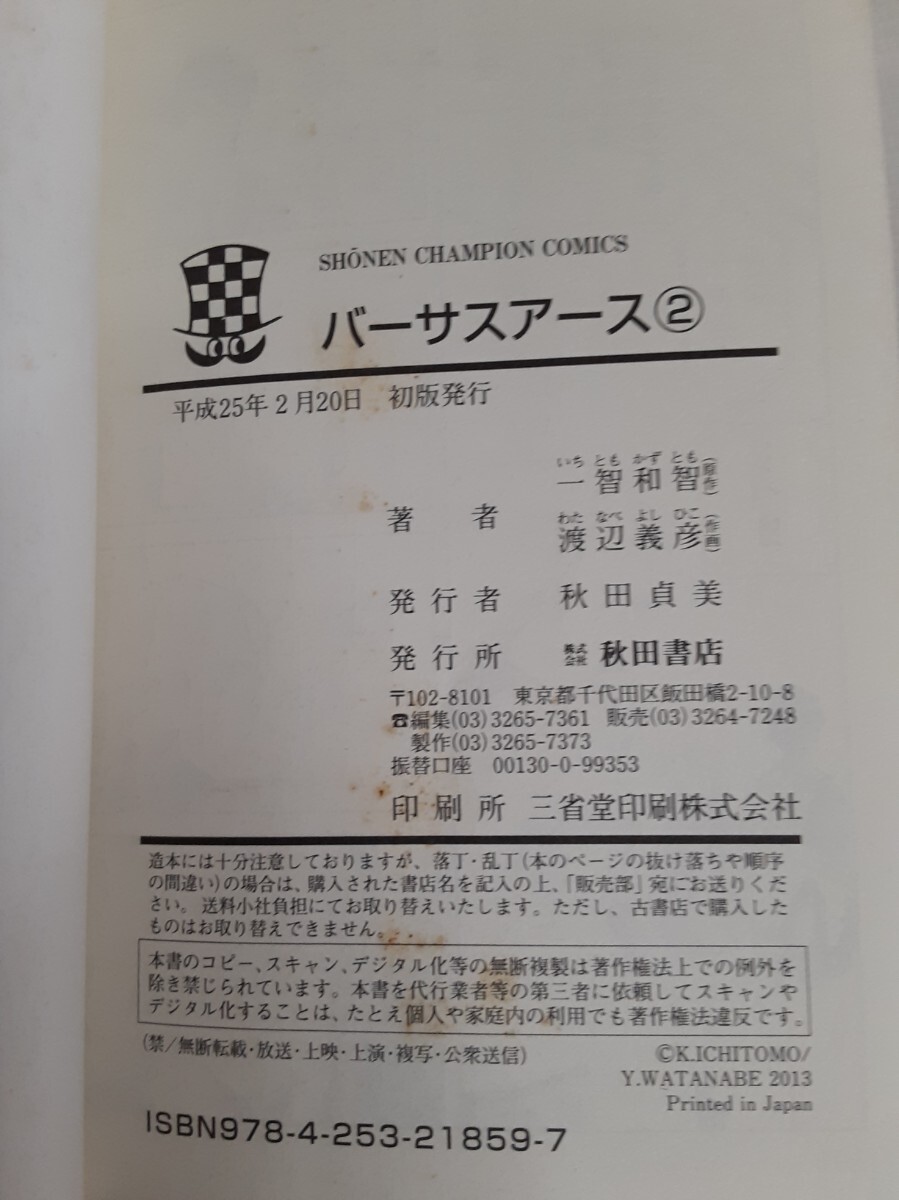 SHŌNEN CHAMPION COMICS
バーサスアース②
平成25年2月20日 初版発行
いち とも かず とも
著者 一智和智(原作)
わた なべ よし ひこ
渡辺義彦(作画)
発行者 秋田貞美
発行所 株式会社 秋田書店
〒102-8101 東京都千代田区飯田橋2-10-8
☎編集(03)3265-7361 販売(03)3264-7248
製作(03)3265-7373
振替口座 00130-0-99353
印刷所 三省堂印刷株式会社
造本には十分注意しておりますが、落丁・乱丁(本のページの抜け落ちや順序
の間違い)の場合は、購入された書店名を記入の上、「販売部」宛にお送りくだ
さい。送料小社負担にてお取り替えいたします。ただし、古書店で購入した
ものはお取り替えできません。
本書のコピー、スキャン、デジタル化等の無断複製は著作権法上での例外を
除き禁じられています。本書を代行業者等の第三者に依頼してスキャンや
デジタル化することは、たとえ個人や家庭内の利用でも著作権法違反です。
(禁/無断転載・放送・上映・上演・複写・公衆送信)
©K.ICHITOMO/
Y.WATANABE 2013
Printed in Japan
ISBN978-4-253-21859-7